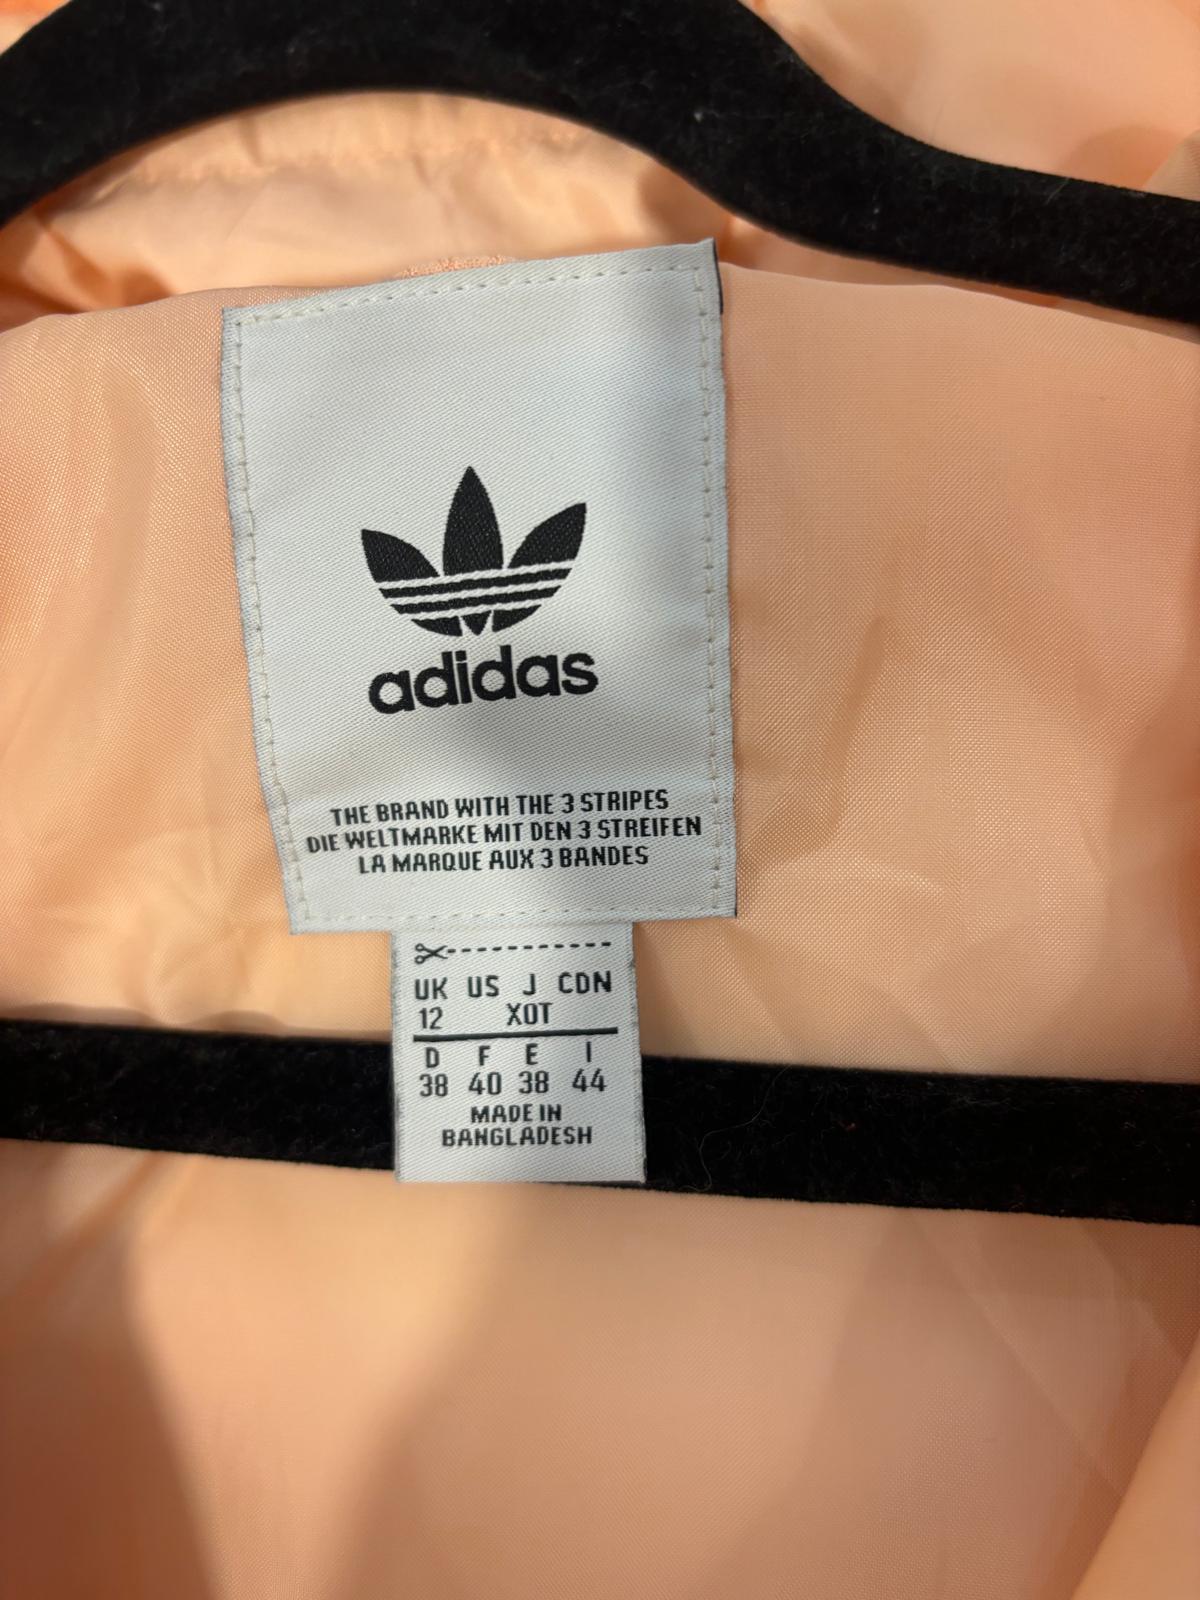 adidas
THE BRAND WITH THE 3 STRIPES
DIE WELTMARKE MIT DEN 3 STREIFEN
LA MARQUE AUX 3 BANDES
UK US J CDN
12 XOT
D F E I
38 40 38 44
MADE IN
BANGLADESH